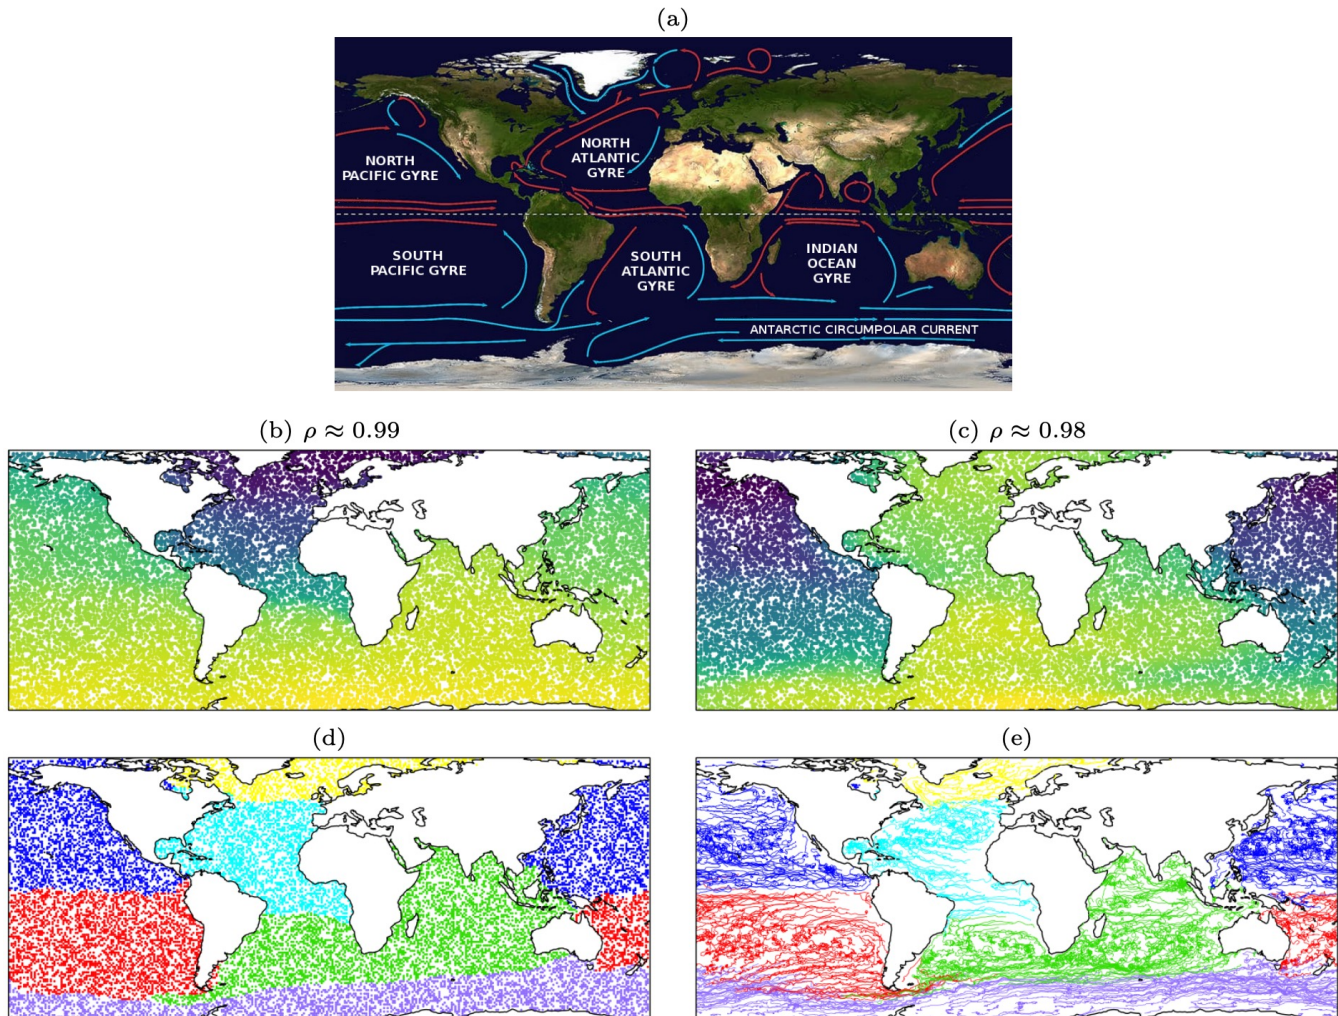 (a)
NORTH
PACIFIC GYRE
NORTH
ATLANTIC
GYRE
SOUTH
PACIFIC GYRE
SOUTH
ATLANTIC
GYRE
INDIAN
OCEAN
GYRE
ANTARCTIC CIRCUMPOLAR CURRENT
(b) ρ ≈ 0.99
(c) ρ ≈ 0.98
(d)
(e)